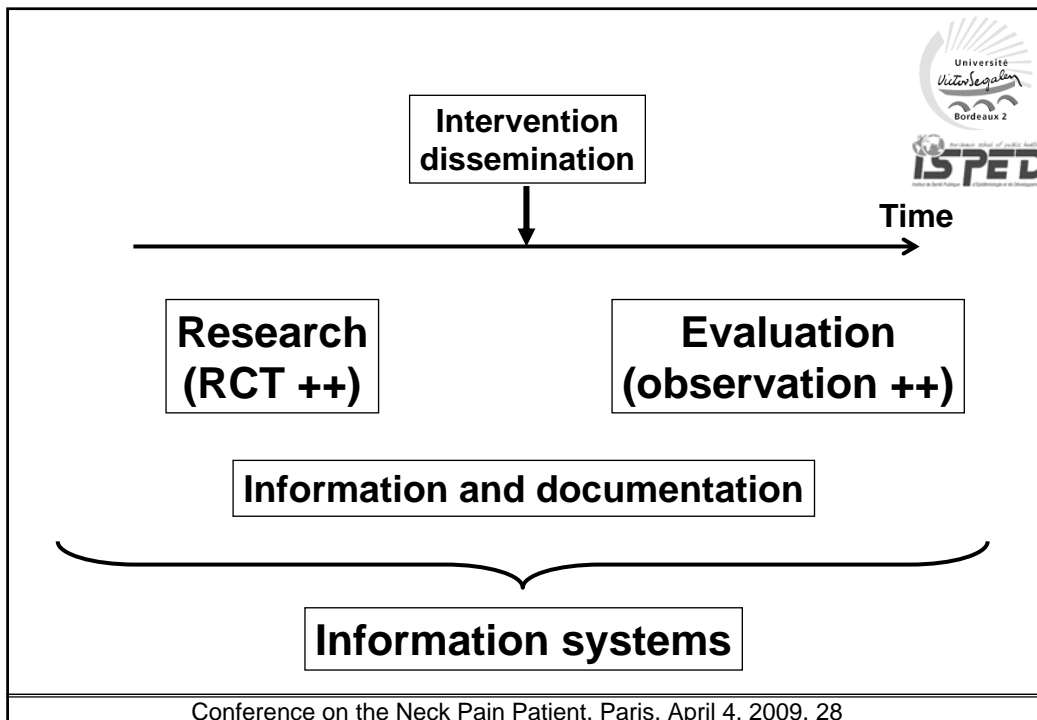 Université
Victor Segalen
Bordeaux 2
ISPED
Intervention
dissemination
Time
Research
(RCT ++)
Evaluation
(observation ++)
Information and documentation
Information systems
Conference on the Neck Pain Patient, Paris, April 4, 2009, 28